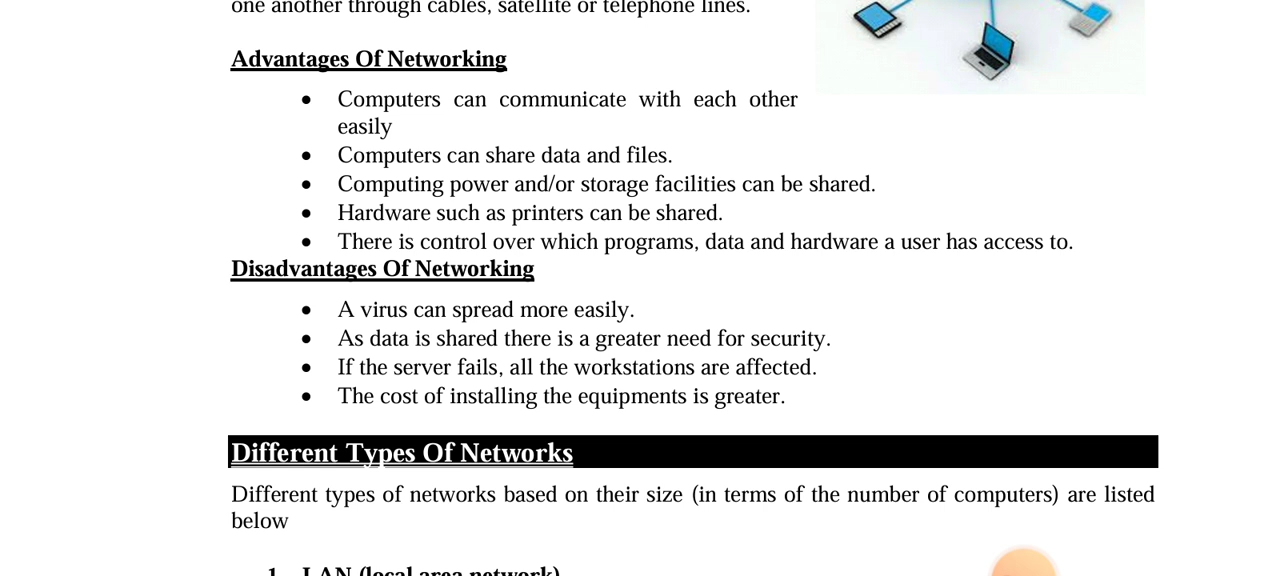 one another through cables, satellite or telephone lines.
Advantages Of Networking
• Computers can communicate with each other
easily
• Computers can share data and files.
• Computing power and/or storage facilities can be shared.
• Hardware such as printers can be shared.
• There is control over which programs, data and hardware a user has access to.
Disadvantages Of Networking
• A virus can spread more easily.
• As data is shared there is a greater need for security.
• If the server fails, all the workstations are affected.
• The cost of installing the equipments is greater.
Different Types Of Networks
Different types of networks based on their size (in terms of the number of computers) are listed
below
1. LAN (local area network)